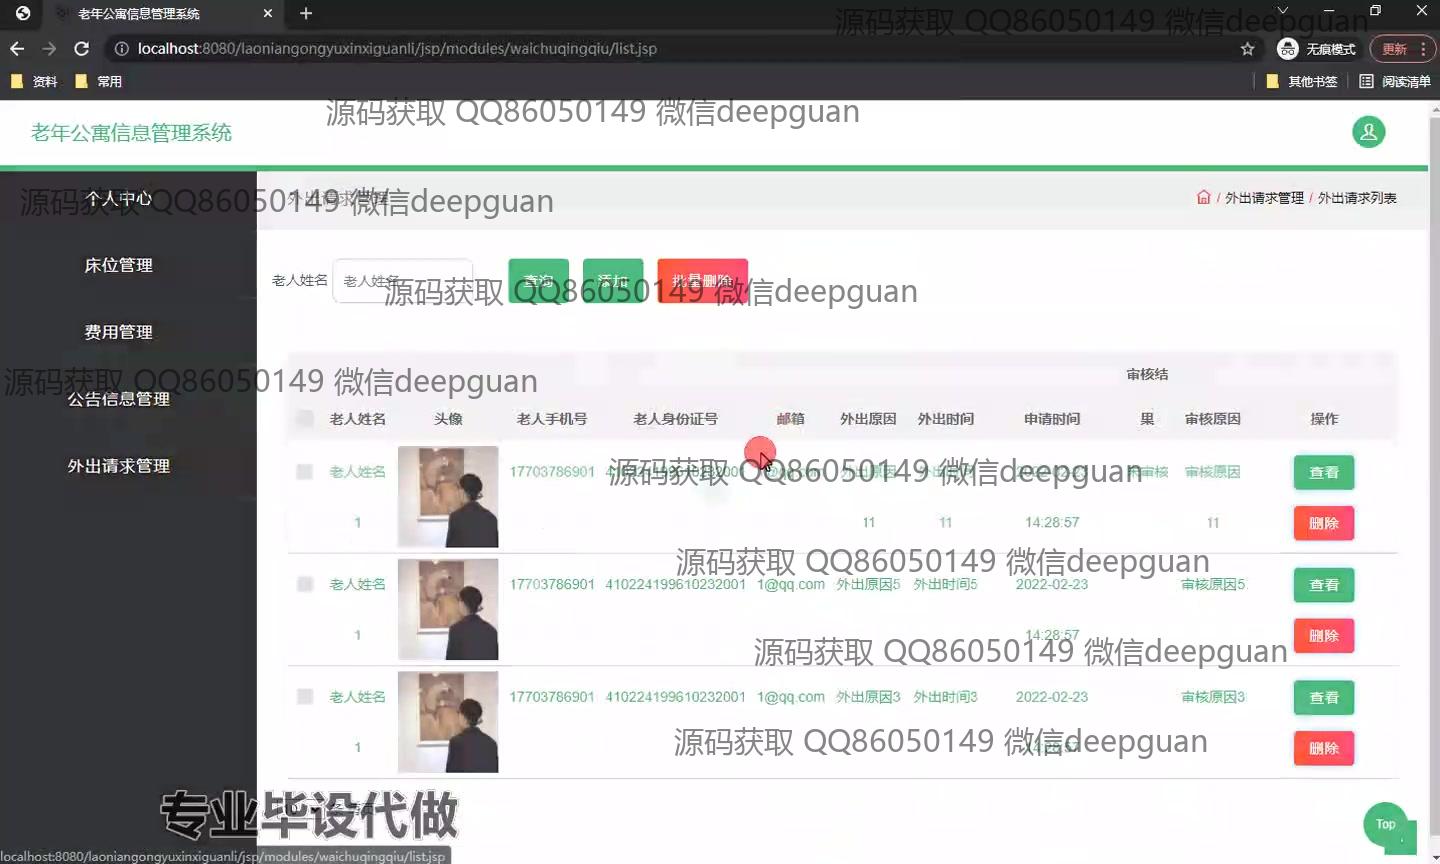 老年公寓信息管理系统
源码获取 QQ86050149 微信deepguan
localhost:8080/laoniangongyuxinxiguanli/jsp/modules/waichuqingqiu/list.jsp
无痕模式
更新
资料
常用
其他书签
阅读清单
源码获取 QQ86050149 微信deepguan
老年公寓信息管理系统
个人中心
源码获取 QQ86050149 微信deepguan
/ 外出请求管理 / 外出请求列表
床位管理
老人姓名
老人姓名
查询
添加
批量删除
源码获取 QQ86050149 微信deepguan
费用管理
源码获取 QQ86050149 微信deepguan
公告信息管理
外出请求管理
老人姓名 头像 老人手机号 老人身份证号 邮箱 外出原因 外出时间 申请时间 审核结果 审核原因 操作
老人姓名1 17703786901 外出原因11 11 14:28:57 审核原因11 查看 删除
源码获取 QQ86050149 微信deepguan
源码获取 QQ86050149 微信deepguan
老人姓名1 17703786901 410224199610232001 1@qq.com 外出原因5 外出时间5 2022-02-23 14:28:57 审核原因5 查看 删除
源码获取 QQ86050149 微信deepguan
老人姓名1 17703786901 410224199610232001 1@qq.com 外出原因3 外出时间3 2022-02-23 审核原因3 查看 删除
源码获取 QQ86050149 微信deepguan
专业毕设代做
Top
localhost:8080/laoniangongyuxinxiguanli/jsp/modules/waichuqingqiu/list.jsp